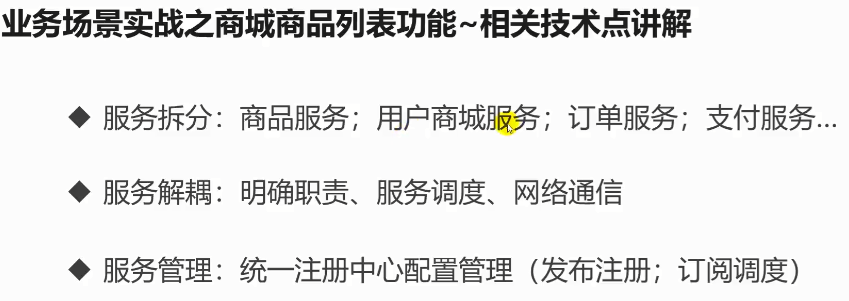 业务场景实战之商城商品列表功能~相关技术点讲解
◆ 服务拆分：商品服务；用户商城服务；订单服务；支付服务...
◆ 服务解耦：明确职责、服务调度、网络通信
◆ 服务管理：统一注册中心配置管理（发布注册；订阅调度）